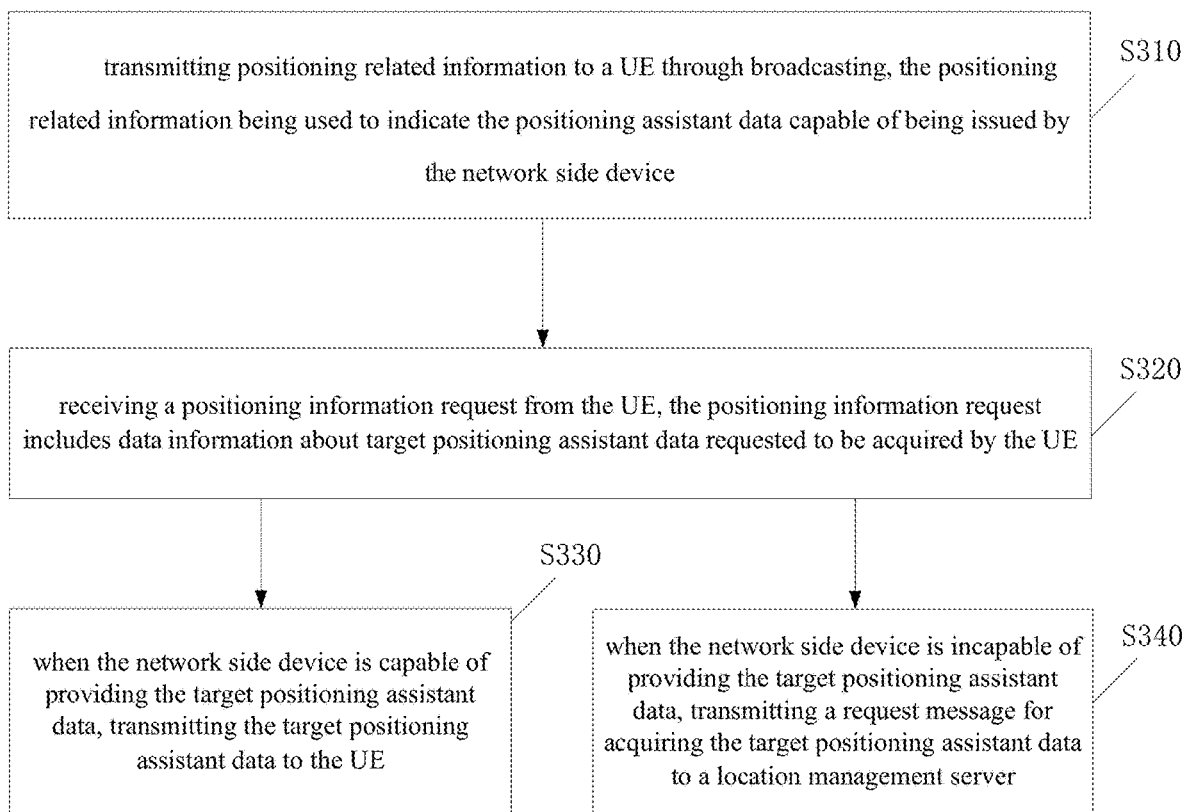 S310
transmitting positioning related information to a UE through broadcasting, the positioning
related information being used to indicate the positioning assistant data capable of being issued by
the network side device
S320
receiving a positioning information request from the UE, the positioning information request
includes data information about target positioning assistant data requested to be acquired by the UE
S330
when the network side device is capable of
providing the target positioning assistant
data, transmitting the target positioning
assistant data to the UE
S340
when the network side device is incapable of
providing the target positioning assistant
data, transmitting a request message for
acquiring the target positioning assistant data
to a location management server